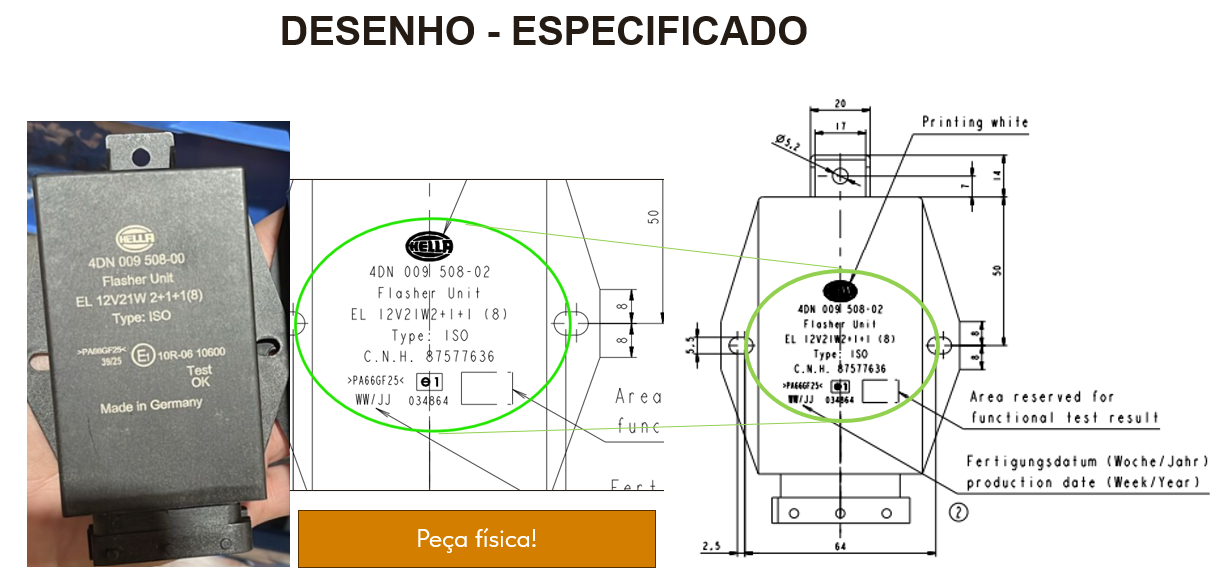 DESENHO - ESPECIFICADO
HELLA
4DN 009 508-00
Flasher Unit
EL 12V21W 2+1+1(8)
Type: ISO
>PA66GF25<
39/25
E1
10R-06 10600
Test
OK
Made in Germany
HELLA
4DN 009 508-02
Flasher Unit
EL 12V21W2+1+1 (8)
Type: ISO
C.N.H. 87577636
>PA66GF25<
e1
WW/JJ
034864
50
8
8
Area
func
Peça física!
20
17
Ø5,2
Printing white
14
7
50
4DN 009 508-02
Flasher Unit
EL 12V21W2+1+1 (8)
Type: ISO
C.N.H. 87577636
>PA66GF25<
e1
WW/JJ
034864
5,5
8
8
Area reserved for
functional test result
Fertigungsdatum (Woche/Jahr)
production date (Week/Year)
2
2,5
64